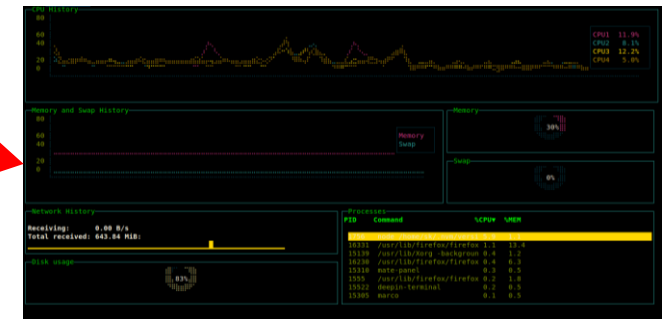 CPU History
80
60
40
20
0
CPU1 11.9%
CPU2 8.1%
CPU3 12.2%
CPU4 5.0%
Memory and Swap History
80
60
40
20
0
Memory
Swap
Memory
30%
Swap
0%
Network History
Receiving: 0.00 B/s
Total received: 643.84 MiB:
Disk usage
83%
Processes
PID Command %CPU▼ %MEM
16331 /usr/lib/firefox/firefox 1.1 13.4
15139 /usr/lib/Xorg -backgroun 0.4 1.2
16238 /usr/lib/firefox/firefox 0.4 6.3
15310 mate-panel 0.3 0.5
1555 /usr/lib/firefox/firefox 0.2 1.8
15522 deepin-terminal 0.2 0.5
15305 marco 0.1 0.5